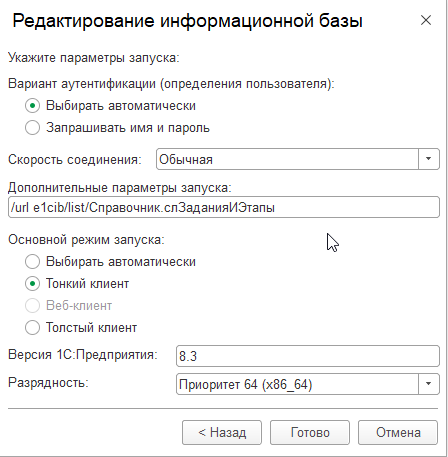 Редактирование информационной базы
Укажите параметры запуска:
Вариант аутентификации (определения пользователя):
Выбирать автоматически
Запрашивать имя и пароль
Скорость соединения: Обычная
Дополнительные параметры запуска:
/url e1cib/list/Справочник.слЗаданияИЭтапы
Основной режим запуска:
Выбирать автоматически
Тонкий клиент
Веб-клиент
Толстый клиент
Версия 1С:Предприятия: 8.3
Разрядность: Приоритет 64 (x86_64)
< Назад Готово Отмена